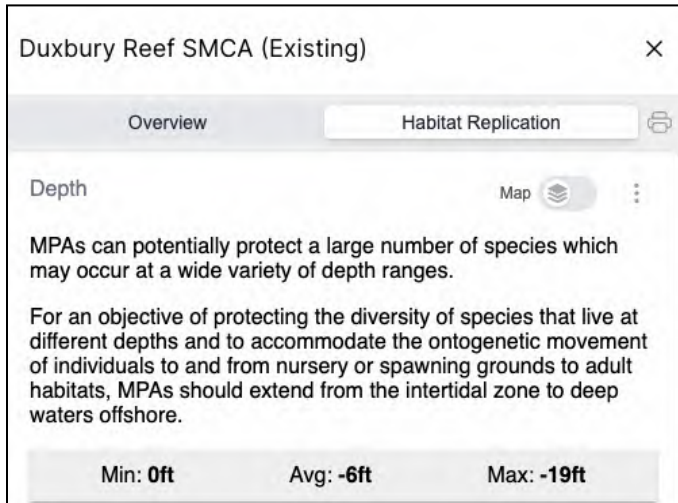 Duxbury Reef SMCA (Existing)
Overview Habitat Replication
Depth Map
MPAs can potentially protect a large number of species which
may occur at a wide variety of depth ranges.
For an objective of protecting the diversity of species that live at
different depths and to accommodate the ontogenetic movement
of individuals to and from nursery or spawning grounds to adult
habitats, MPAs should extend from the intertidal zone to deep
waters offshore.
Min: 0ft Avg: -6ft Max: -19ft